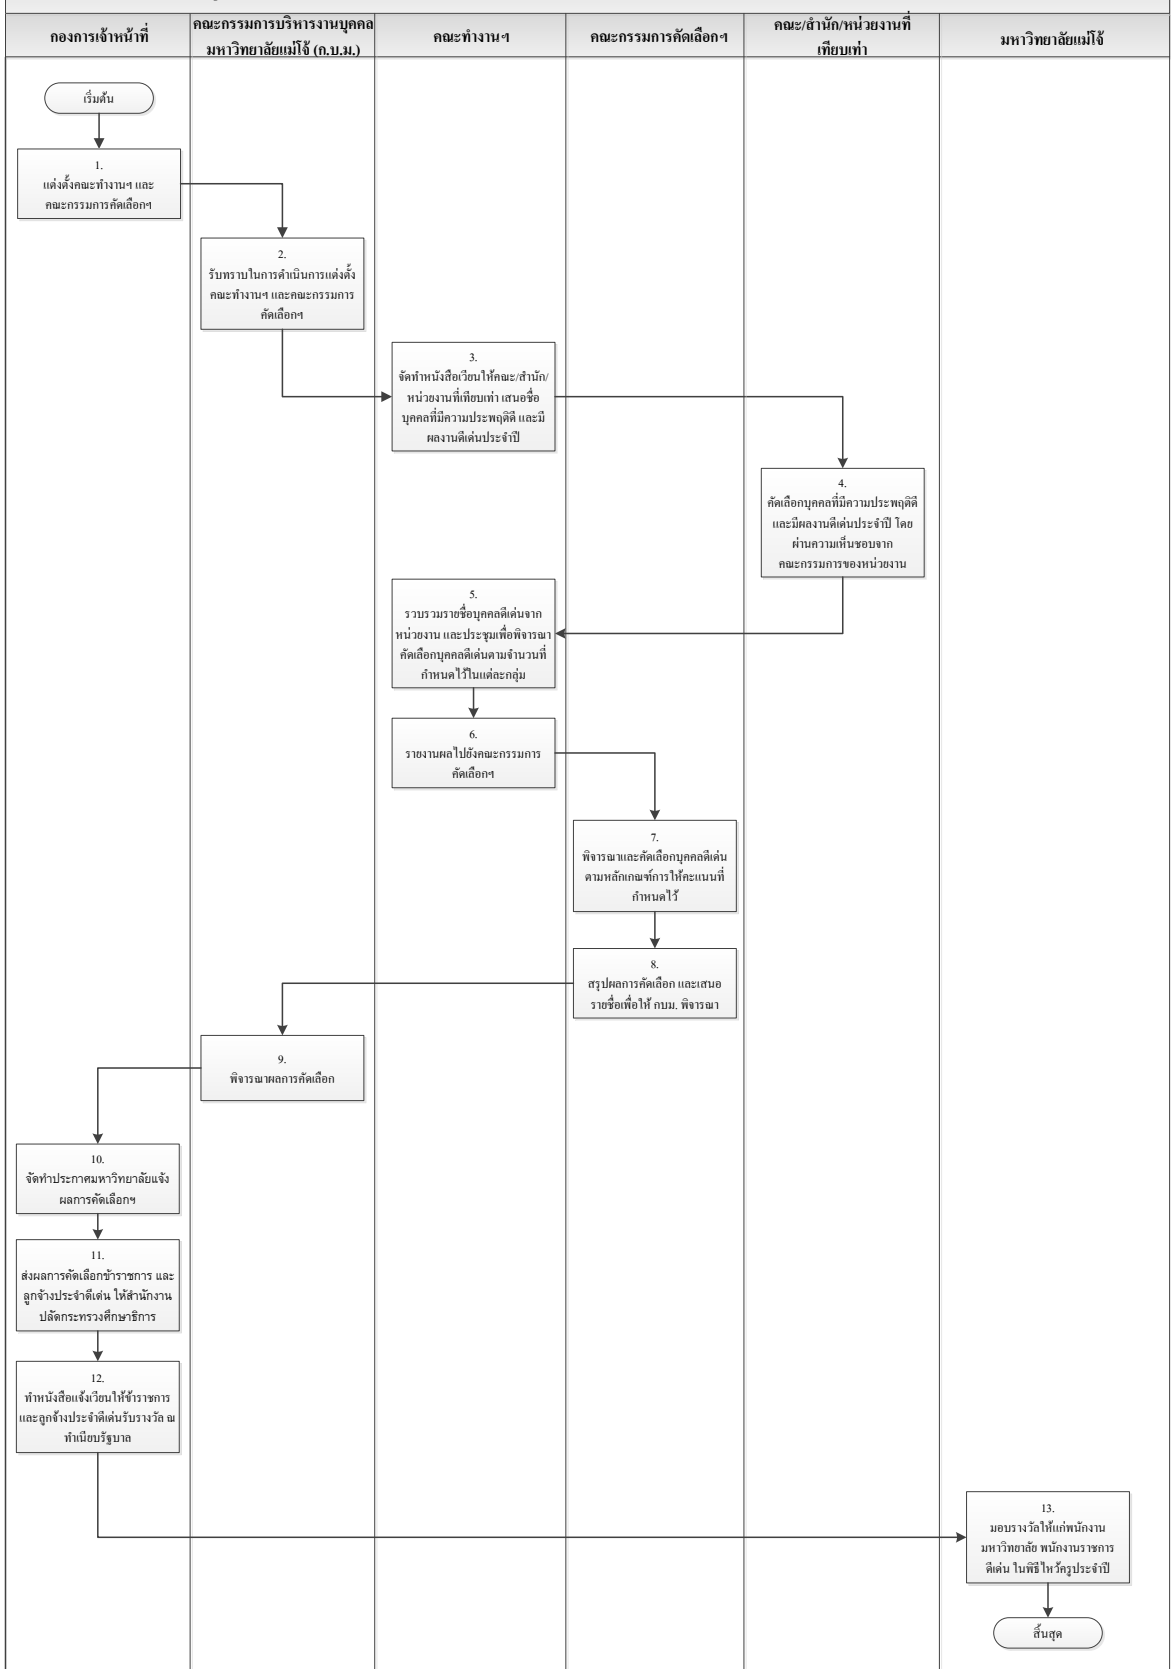 กองการเจ้าหน้าที่
คณะกรรมการบริหารงานบุคคล
มหาวิทยาลัยแม่โจ้ (ก.บ.ม.)
คณะทำงานฯ
คณะกรรมการคัดเลือกฯ
คณะ/สำนัก/หน่วยงานที่
เทียบเท่า
มหาวิทยาลัยแม่โจ้
เริ่มต้น
1.
แต่งตั้งคณะทำงานฯ และ
คณะกรรมการคัดเลือกฯ
2.
รับทราบในการดำเนินการแต่งตั้ง
คณะทำงานฯ และคณะกรรมการ
คัดเลือกฯ
3.
จัดทำหนังสือเวียนให้คณะ/สำนัก/
หน่วยงานที่เทียบเท่า เสนอชื่อ
บุคคลที่มีความประพฤติดี และมี
ผลงานดีเด่นประจำปี
4.
คัดเลือกบุคคลที่มีความประพฤติดี
และมีผลงานดีเด่นประจำปี โดย
ผ่านความเห็นชอบจาก
คณะกรรมการของหน่วยงาน
5.
รวบรวมรายชื่อบุคคลดีเด่นจาก
หน่วยงาน และประชุมเพื่อพิจารณา
คัดเลือกบุคคลดีเด่นตามจำนวนที่
กำหนดไว้ในแต่ละกลุ่ม
6.
รายงานผลไปยังคณะกรรมการ
คัดเลือกฯ
7.
พิจารณาและคัดเลือกบุคคลดีเด่น
ตามหลักเกณฑ์การให้คะแนนที่
กำหนดไว้
8.
สรุปผลการคัดเลือก และเสนอ
รายชื่อเพื่อให้ กบม. พิจารณา
9.
พิจารณาผลการคัดเลือก
10.
จัดทำประกาศมหาวิทยาลัยแจ้ง
ผลการคัดเลือกฯ
11.
ส่งผลการคัดเลือกข้าราชการ และ
ลูกจ้างประจำดีเด่น ให้สำนักงาน
ปลัดกระทรวงศึกษาธิการ
12.
ทำหนังสือแจ้งเวียนให้ข้าราชการ
และลูกจ้างประจำดีเด่นรับรางวัล ณ
ทำเนียบรัฐบาล
13.
มอบรางวัลให้แก่พนักงาน
มหาวิทยาลัย พนักงานราชการ
ดีเด่น ในพิธีไหว้ครูประจำปี
สิ้นสุด